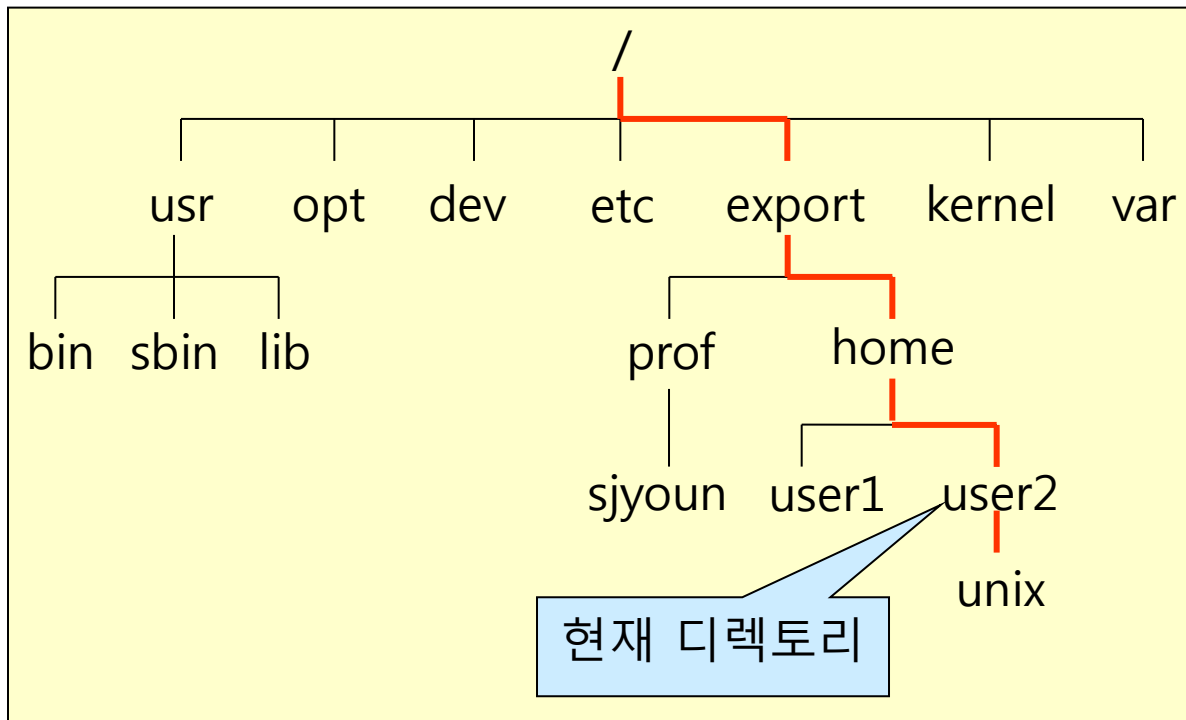 /
usr opt dev etc export kernel var
bin sbin lib prof home
sjyoun user1 user2
unix
현재 디렉토리